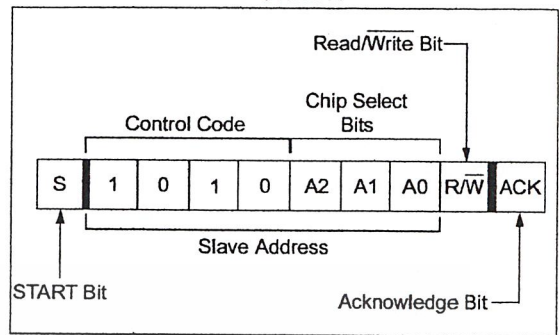 Read/Write Bit
Chip Select
Bits
Control Code
S 1 0 1 0 A2 A1 A0 R/W ACK
Slave Address
START Bit
Acknowledge Bit